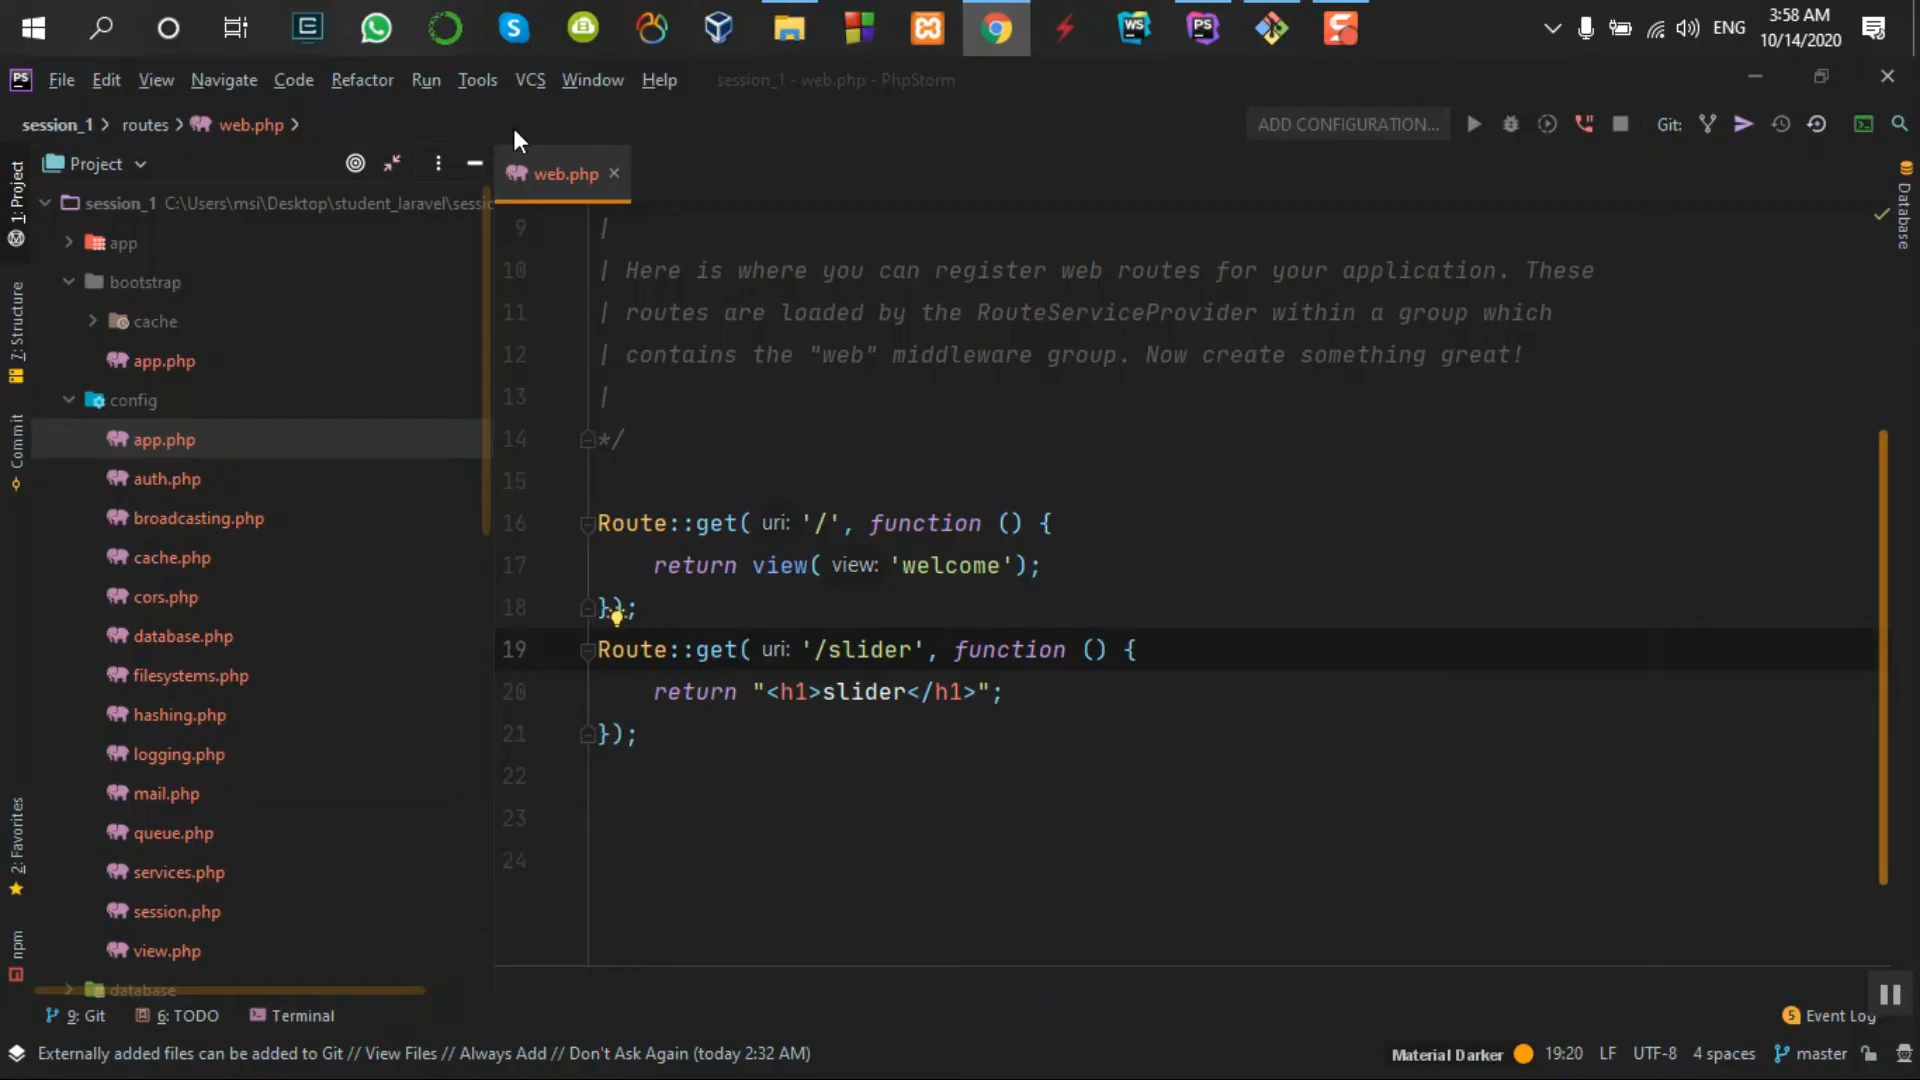 ENG
3:58 AM
10/14/2020
PS
File Edit View Navigate Code Refactor Run Tools VCS Window Help session_1 - web.php - PhpStorm
session_1 routes web.php
ADD CONFIGURATION...
Git:
1: Project
7: Structure
Commit
2: Favorites
npm
Project
session_1 C:\Users\msi\Desktop\student_laravel\sessic
app
bootstrap
cache
app.php
config
app.php
auth.php
broadcasting.php
cache.php
cors.php
database.php
filesystems.php
hashing.php
logging.php
mail.php
queue.php
services.php
session.php
view.php
database
web.php
9 |
10 | Here is where you can register web routes for your application. These
11 | routes are loaded by the RouteServiceProvider within a group which
12 | contains the "web" middleware group. Now create something great!
13 |
14 */
15
16 Route::get( uri: '/', function () {
17 return view( view: 'welcome');
18 });
19 Route::get( uri: '/slider', function () {
20 return "<h1>slider</h1>";
21 });
22
23
24
Database
9: Git 6: TODO Terminal
5 Event Log
Externally added files can be added to Git // View Files // Always Add // Don't Ask Again (today 2:32 AM)
Material Darker 19:20 LF UTF-8 4 spaces master